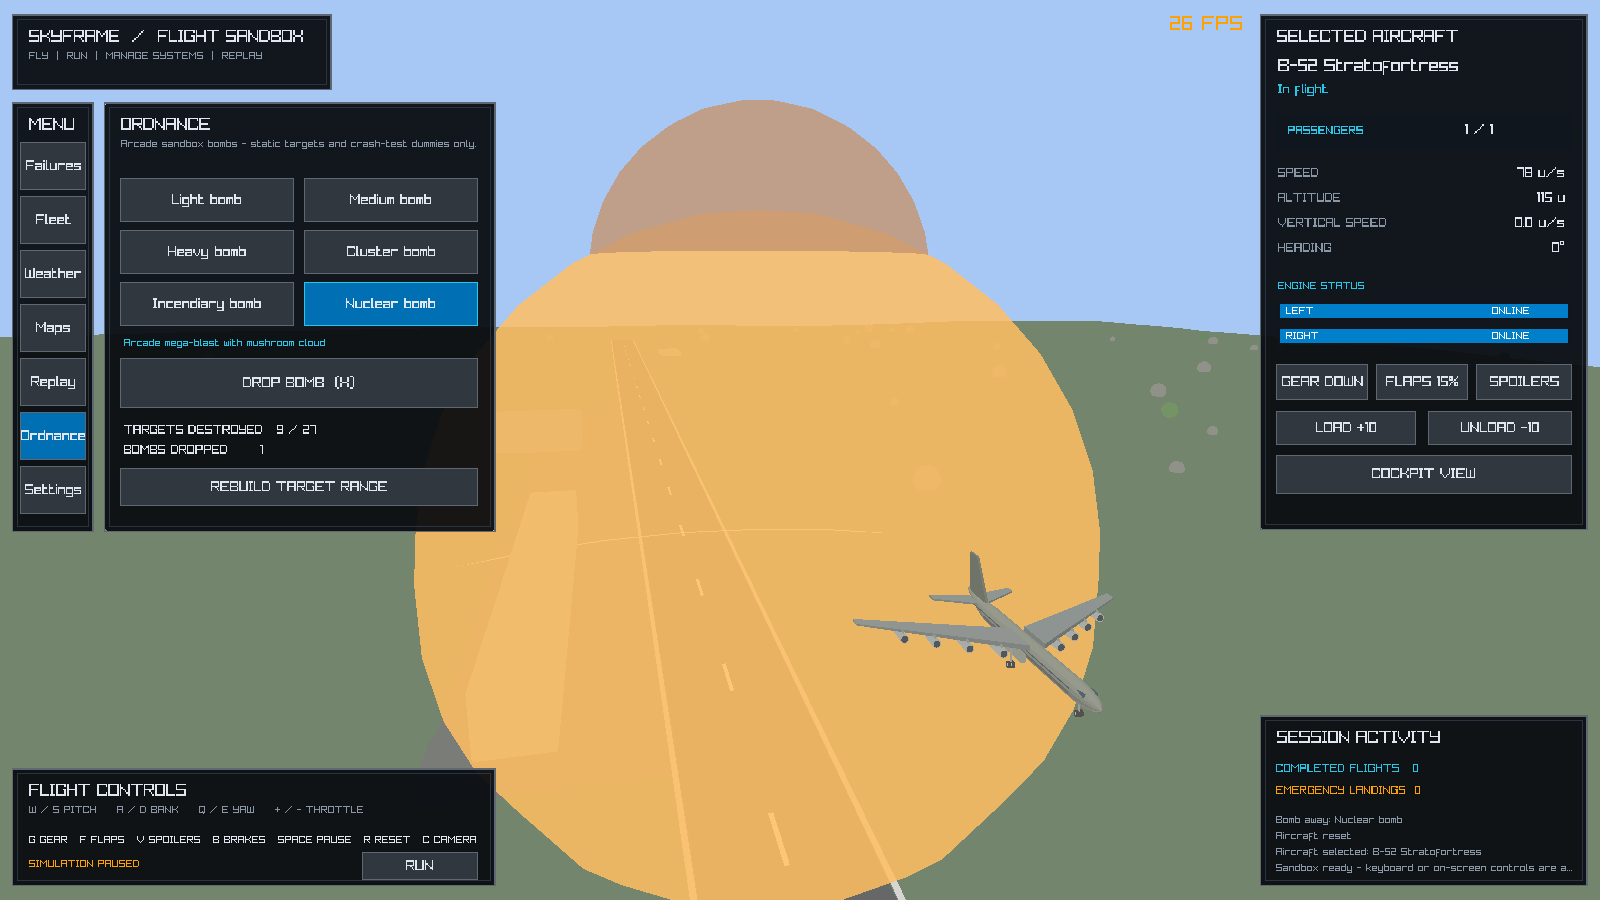 SKYFRAME / FLIGHT SANDBOX
FLY | RUN | MANAGE SYSTEMS | REPLAY
26 FPS
MENU
Failures
Fleet
Weather
Maps
Replay
Ordnance
Settings
ORDNANCE
Arcade sandbox bombs - static targets and crash-test dummies only.
Light bomb
Medium bomb
Heavy bomb
Cluster bomb
Incendiary bomb
Nuclear bomb
Arcade mega-blast with mushroom cloud
DROP BOMB (X)
TARGETS DESTROYED 9 / 27
BOMBS DROPPED 1
REBUILD TARGET RANGE
SELECTED AIRCRAFT
B-52 Stratofortress
In flight
PASSENGERS 1 / 1
SPEED 78 u/s
ALTITUDE 115 u
VERTICAL SPEED 0.0 u/s
HEADING 0°
ENGINE STATUS
LEFT ONLINE
RIGHT ONLINE
GEAR DOWN FLAPS 15% SPOILERS
LOAD +10 UNLOAD -10
COCKPIT VIEW
FLIGHT CONTROLS
W / S PITCH A / D BANK Q / E YAW + / - THROTTLE
G GEAR F FLAPS V SPOILERS B BRAKES SPACE PAUSE R RESET C CAMERA
SIMULATION PAUSED
RUN
SESSION ACTIVITY
COMPLETED FLIGHTS 0
EMERGENCY LANDINGS 0
Bomb away: Nuclear bomb
Aircraft reset
Aircraft selected: B-52 Stratofortress
Sandbox ready - keyboard or on-screen controls are a...